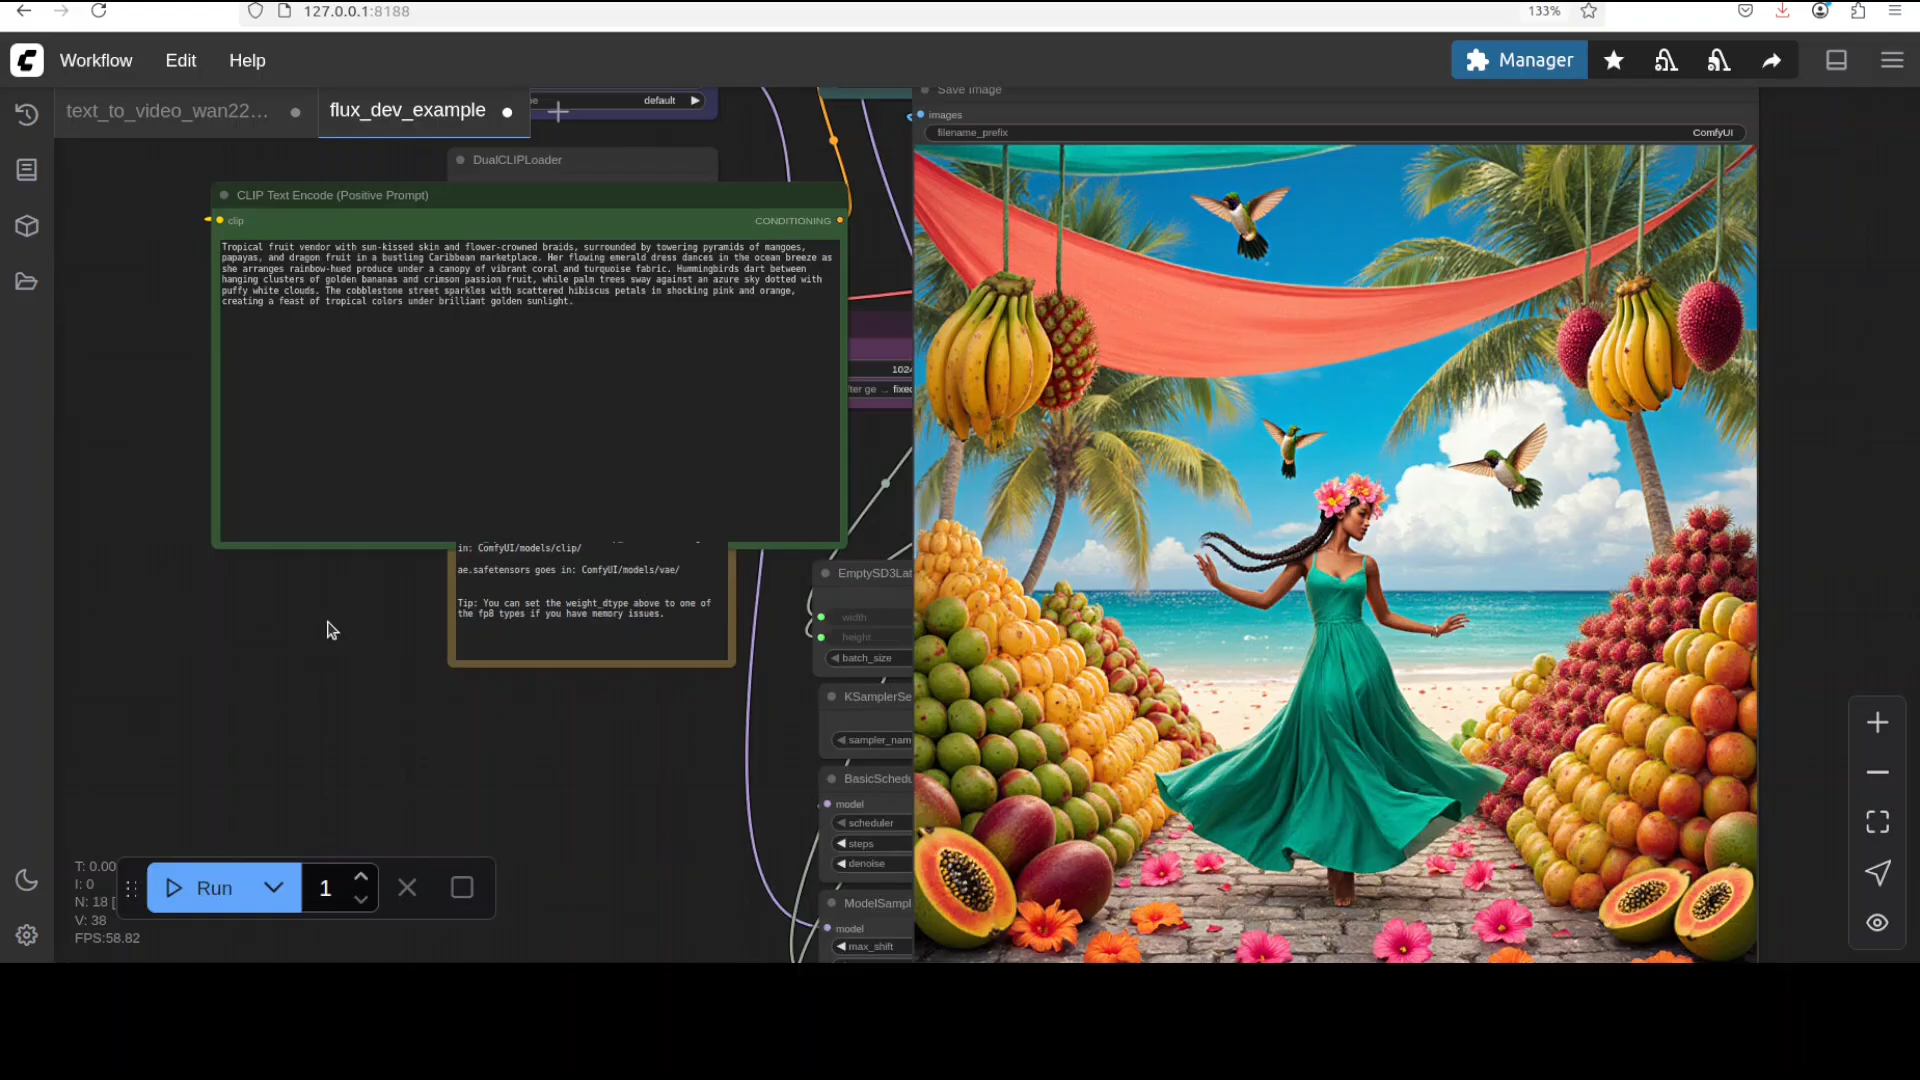 127.0.0.1:8188
133%
Workflow
Edit
Help
Manager
text_to_video_wan22...
flux_dev_example
default
DualCLIPLoader
CLIP Text Encode (Positive Prompt)
clip
CONDITIONING
Tropical fruit vendor with sun-kissed skin and flower-crowned braids, surrounded by towering pyramids of mangoes,
papayas, and dragon fruit in a bustling Caribbean marketplace. Her flowing emerald dress dances in the ocean breeze as
she arranges rainbow-hued produce under a canopy of vibrant coral and turquoise fabric. Hummingbirds dart between
hanging clusters of golden bananas and crimson passion fruit, while palm trees sway against an azure sky dotted with
puffy white clouds. The cobblestone street sparkles with scattered hibiscus petals in shocking pink and orange,
creating a feast of tropical colors under brilliant golden sunlight.
in: ComfyUI/models/clip/
ae.safetensors goes in: ComfyUI/models/vae/
Tip: You can set the weight_dtype above to one of
the fp8 types if you have memory issues.
1024
ter ge ... fixed
EmptySD3Lat
width
height
batch_size
KSamplerSe
sampler_nam
BasicSchedu
model
scheduler
steps
denoise
ModelSampl
model
max_shift
Save Image
images
filename_prefix
ComfyUI
T: 0.00
I: 0
N: 18 [
V: 38
FPS:58.82
Run
1